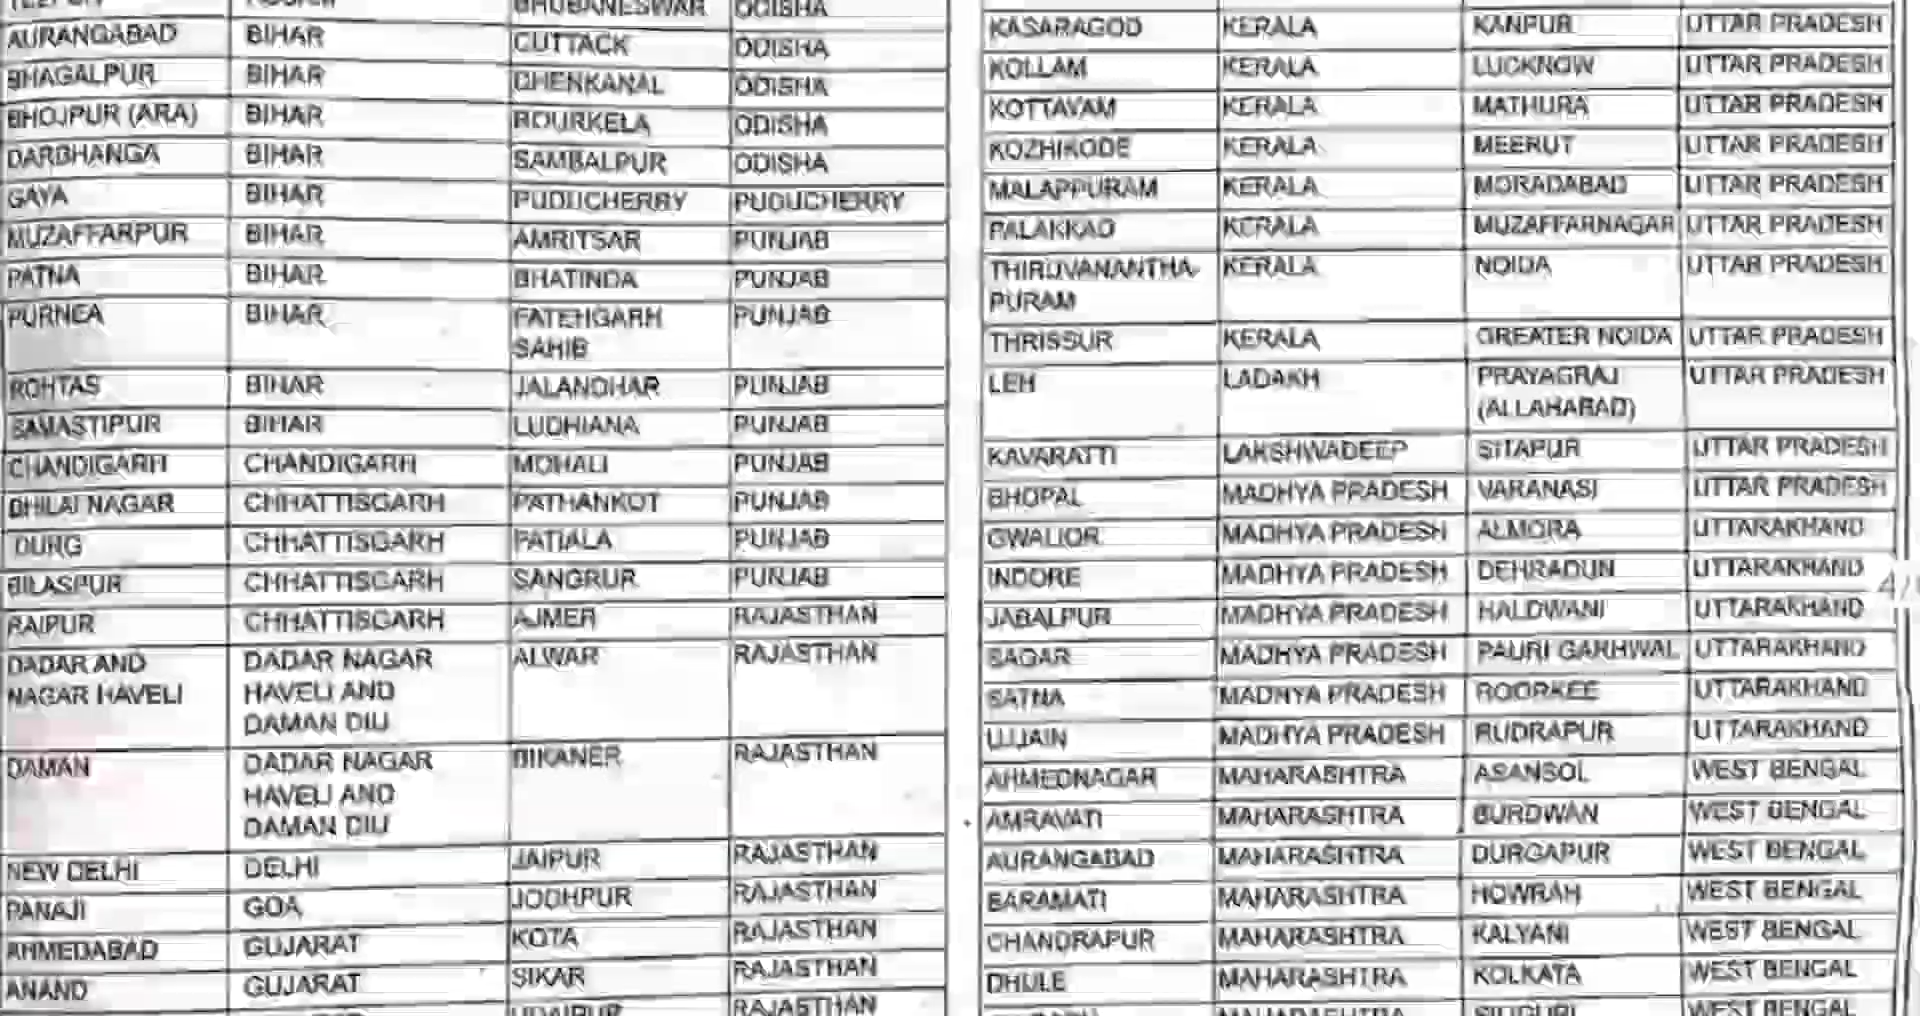 BHUBANESWAR ODISHA
AURANGABAD BIHAR CUTTACK ODISHA
BHAGALPUR BIHAR DHENKANAL ODISHA
BHOJPUR (ARA) BIHAR ROURKELA ODISHA
DARBHANGA BIHAR SAMBALPUR ODISHA
GAYA BIHAR PUDUCHERRY PUDUCHERRY
MUZAFFARPUR BIHAR AMRITSAR PUNJAB
PATNA BIHAR BHATINDA PUNJAB
PURNEA BIHAR FATEHGARH PUNJAB
SAHIB
ROHTAS BIHAR JALANDHAR PUNJAB
SAMASTIPUR BIHAR LUDHIANA PUNJAB
CHANDIGARH CHANDIGARH MOHALI PUNJAB
BHILAI NAGAR CHHATTISGARH PATHANKOT PUNJAB
DURG CHHATTISGARH PATIALA PUNJAB
BILASPUR CHHATTISGARH SANGRUR PUNJAB
RAIPUR CHHATTISGARH AJMER RAJASTHAN
DADAR AND DADAR NAGAR ALWAR RAJASTHAN
NAGAR HAVELI HAVELI AND
DAMAN DIU
DAMAN DADAR NAGAR BIKANER RAJASTHAN
HAVELI AND
DAMAN DIU
NEW DELHI DELHI JAIPUR RAJASTHAN
PANAJI GOA JODHPUR RAJASTHAN
AHMEDABAD GUJARAT KOTA RAJASTHAN
ANAND GUJARAT SIKAR RAJASTHAN
UDAIPUR RAJASTHAN
KASARAGOD KERALA KANPUR UTTAR PRADESH
KOLLAM KERALA LUCKNOW UTTAR PRADESH
KOTTAYAM KERALA MATHURA UTTAR PRADESH
KOZHIKODE KERALA MEERUT UTTAR PRADESH
MALAPPURAM KERALA MORADABAD UTTAR PRADESH
PALAKKAD KERALA MUZAFFARNAGAR UTTAR PRADESH
THIRUVANANTHA- KERALA NOIDA UTTAR PRADESH
PURAM
THRISSUR KERALA GREATER NOIDA UTTAR PRADESH
LEH LADAKH PRAYAGRAJ UTTAR PRADESH
(ALLAHABAD)
KAVARATTI LAKSHWADEEP SITAPUR UTTAR PRADESH
BHOPAL MADHYA PRADESH VARANASI UTTAR PRADESH
GWALIOR MADHYA PRADESH ALMORA UTTARAKHAND
INDORE MADHYA PRADESH DEHRADUN UTTARAKHAND
JABALPUR MADHYA PRADESH HALDWANI UTTARAKHAND
SAGAR MADHYA PRADESH PAURI GARHWAL UTTARAKHAND
SATNA MADHYA PRADESH ROORKEE UTTARAKHAND
UJJAIN MADHYA PRADESH RUDRAPUR UTTARAKHAND
AHMEDNAGAR MAHARASHTRA ASANSOL WEST BENGAL
AMRAVATI MAHARASHTRA BURDWAN WEST BENGAL
AURANGABAD MAHARASHTRA DURGAPUR WEST BENGAL
BARAMATI MAHARASHTRA HOWRAH WEST BENGAL
CHANDRAPUR MAHARASHTRA KALYANI WEST BENGAL
DHULE MAHARASHTRA KOLKATA WEST BENGAL
MAHARASHTRA SILIGURI WEST BENGAL